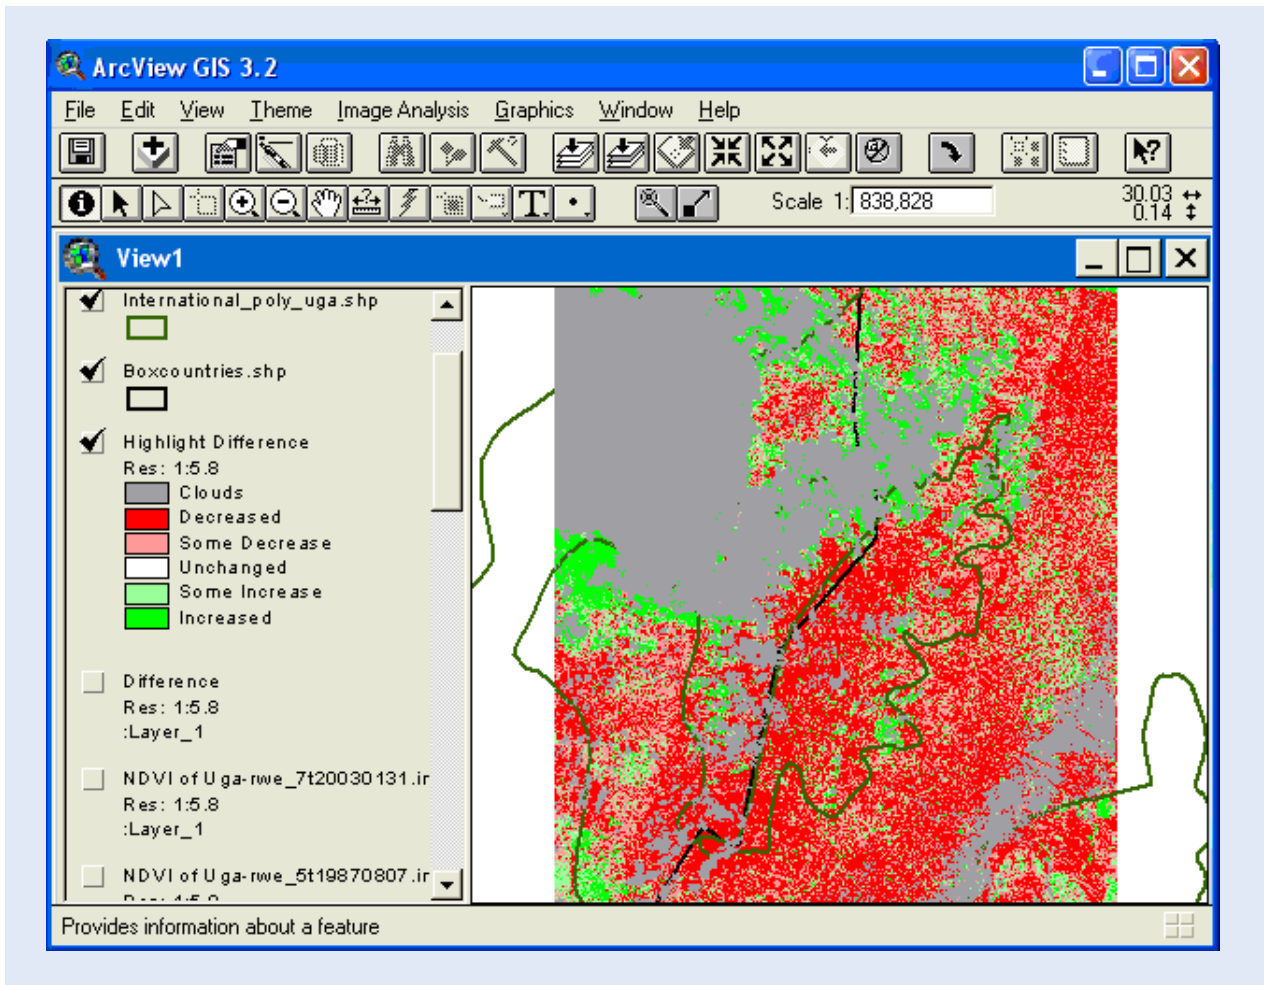 ArcView GIS 3.2
File Edit View Theme Image Analysis Graphics Window Help
Scale 1: 838,828
30.03
0.14
View1
International_poly_uga.shp
Boxcountries.shp
Highlight Difference
Res: 1:5.8
Clouds
Decreased
Some Decrease
Unchanged
Some Increase
Increased
Difference
Res: 1:5.8
:Layer_1
NDVI of Uga-rwe_7t20030131.ir
Res: 1:5.8
:Layer_1
NDVI of Uga-rwe_5t19870807.ir
Provides information about a feature